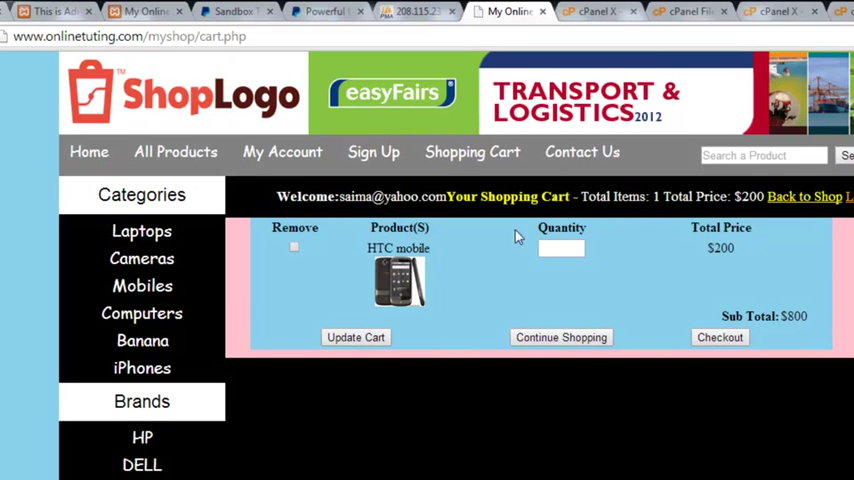 This is Ad
My Online
Sandbox T
Powerful
208.115.23
My Online
cPanel X -
cPanel File
cPanel X -
www.onlinetuting.com/myshop/cart.php
ShopLogo™
easyFairs
TRANSPORT &
LOGISTICS2012
Home All Products My Account Sign Up Shopping Cart Contact Us Search a Product Se
Categories
Welcome:saima@yahoo.comYour Shopping Cart - Total Items: 1 Total Price: $200 Back to Shop L
Laptops
Cameras
Mobiles
Computers
Banana
iPhones
Brands
HP
DELL
Remove Product(S) Quantity Total Price
HTC mobile $200
Sub Total: $800
Update Cart Continue Shopping Checkout